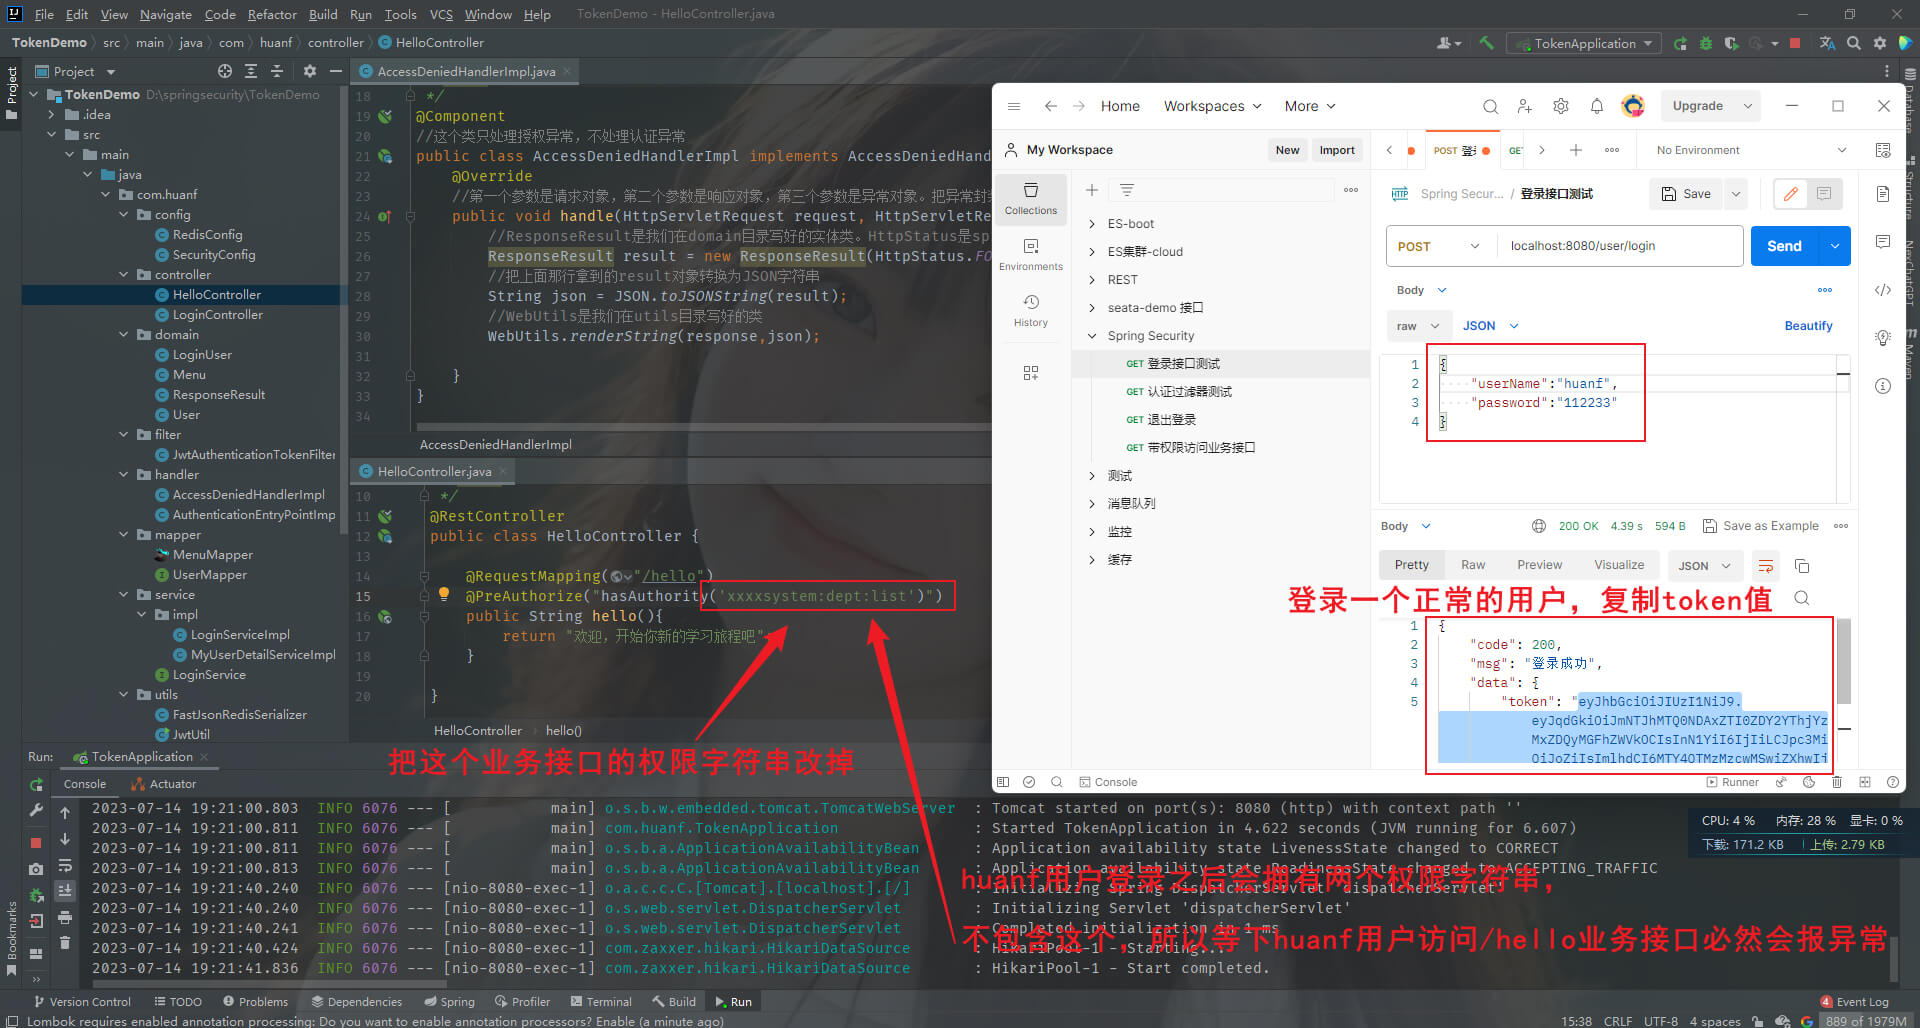 File Edit View Navigate Code Refactor Build Run Tools VCS Window Help TokenDemo - HelloController.java
TokenDemo src main java com huanf controller HelloController
TokenApplication
Project
Project
TokenDemo D:\springsecurity\TokenDemo
.idea
src
main
java
com.huanf
config
RedisConfig
SecurityConfig
controller
HelloController
LoginController
domain
LoginUser
Menu
ResponseResult
User
filter
JwtAuthenticationTokenFilter
handler
AccessDeniedHandlerImpl
AuthenticationEntryPointImp
mapper
MenuMapper
UserMapper
service
impl
LoginServiceImpl
MyUserDetailServiceImpl
LoginService
utils
FastJsonRedisSerializer
JwtUtil
AccessDeniedHandlerImpl.java
18 */
19 @Component
20 //这个类只处理授权异常，不处理认证异常
21 public class AccessDeniedHandlerImpl implements AccessDeniedHand
22 @Override
23 //第一个参数是请求对象，第二个参数是响应对象，第三个参数是异常对象。把异常封装
24 public void handle(HttpServletRequest request, HttpServletRe
25 //ResponseResult是我们在domain目录写好的实体类。HttpStatus是sp
26 ResponseResult result = new ResponseResult(HttpStatus.FO
27 //把上面那行拿到的result对象转换为JSON字符串
28 String json = JSON.toJSONString(result);
29 //WebUtils是我们在utils目录写好的类
30 WebUtils.renderString(response,json);
31
32 }
33 }
34
AccessDeniedHandlerImpl
HelloController.java
10 */
11 @RestController
12 public class HelloController {
13
14 @RequestMapping("/hello")
15 @PreAuthorize("hasAuthority('xxxxsystem:dept:list')")
16 public String hello(){
17 return "欢迎，开始你新的学习旅程吧"
18 }
19
20 }
HelloController hello()
把这个业务接口的权限字符串改掉
Home Workspaces More Upgrade
My Workspace New Import
POST 登 GET No Environment
Collections
Environments
History
ES-boot
ES集群-cloud
REST
seata-demo 接口
Spring Security
GET 登录接口测试
GET 认证过滤器测试
GET 退出登录
GET 带权限访问业务接口
测试
消息队列
监控
缓存
HTTP Spring Secur... / 登录接口测试 Save
POST localhost:8080/user/login Send
Body
raw JSON Beautify
1 {
2 "userName":"huanf",
3 "password":"112233"
4 }
Body 200 OK 4.39 s 594 B Save as Example
Pretty Raw Preview Visualize JSON
登录一个正常的用户，复制token值
1 {
2 "code": 200,
3 "msg": "登录成功",
4 "data": {
5 "token": "eyJhbGciOiJIUzI1NiJ9.
eyJqdGkiOiJmNTJhMTQ0NDAxZTI0ZDY2YThjYz
MxZDQyMGFhZWVkOCIsInN1YiI6IjIiLCJpc3Mi
OiJoZiIsImlhdCI6MTY4OTMzMzcwMSwiZXhwIj
Console Runner
Database
Structure
NexChatGPT
Maven
Run: TokenApplication
Console Actuator
2023-07-14 19:21:00.803 INFO 6076 --- [ main] o.s.b.w.embedded.tomcat.TomcatWebServer : Tomcat started on port(s): 8080 (http) with context path ''
2023-07-14 19:21:00.811 INFO 6076 --- [ main] com.huanf.TokenApplication : Started TokenApplication in 4.622 seconds (JVM running for 6.607)
2023-07-14 19:21:00.811 INFO 6076 --- [ main] o.s.b.a.ApplicationAvailabilityBean : Application availability state LivenessState changed to CORRECT
2023-07-14 19:21:00.813 INFO 6076 --- [ main] o.s.b.a.ApplicationAvailabilityBean : Application availability state ReadinessState changed to ACCEPTING_TRAFFIC
2023-07-14 19:21:40.240 INFO 6076 --- [nio-8080-exec-1] o.a.c.c.C.[Tomcat].[localhost].[/] : Initializing Spring DispatcherServlet 'dispatcherServlet'
2023-07-14 19:21:40.240 INFO 6076 --- [nio-8080-exec-1] o.s.web.servlet.DispatcherServlet : Initializing Servlet 'dispatcherServlet'
2023-07-14 19:21:40.241 INFO 6076 --- [nio-8080-exec-1] o.s.web.servlet.DispatcherServlet : Completed initialization in 1 ms
2023-07-14 19:21:40.424 INFO 6076 --- [nio-8080-exec-1] com.zaxxer.hikari.HikariDataSource : HikariPool-1 - Starting...
2023-07-14 19:21:41.836 INFO 6076 --- [nio-8080-exec-1] com.zaxxer.hikari.HikariDataSource : HikariPool-1 - Start completed.
huanf用户登录之后会拥有两个权限字符串，
不包含这个，所以等下huanf用户访问/hello业务接口必然会报异常
CPU: 4 % 内存: 28 % 显卡: 0 %
下载: 171.2 KB 上传: 2.79 KB
Bookmarks
Version Control TODO Problems Dependencies Spring Profiler Terminal Build Run 4 Event Log
Lombok requires enabled annotation processing: Do you want to enable annotation processors? Enable (a minute ago) 15:38 CRLF UTF-8 4 spaces 889 of 1979M